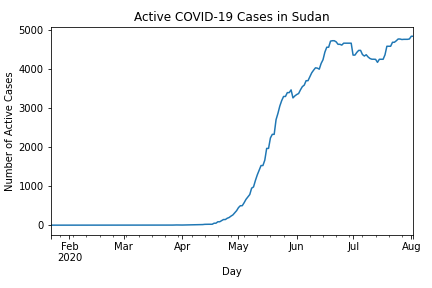 Active COVID-19 Cases in Sudan
Number of Active Cases
5000
4000
3000
2000
1000
0
Feb Mar Apr May Jun Jul Aug
2020
Day